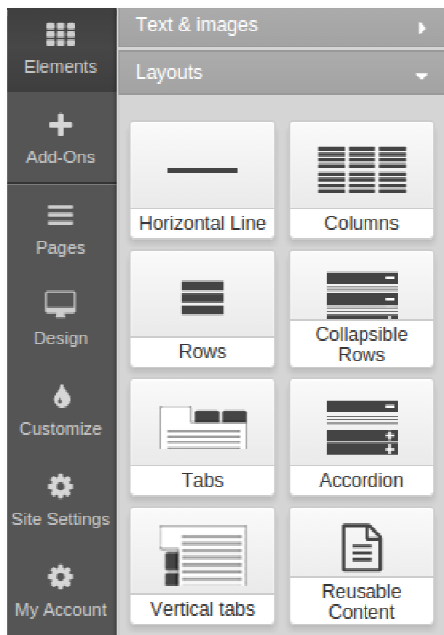 Elements
Add-Ons
Pages
Design
Customize
Site Settings
My Account
Text & images
Layouts
Horizontal Line
Columns
Rows
Collapsible
Rows
Tabs
Accordion
Vertical tabs
Reusable
Content